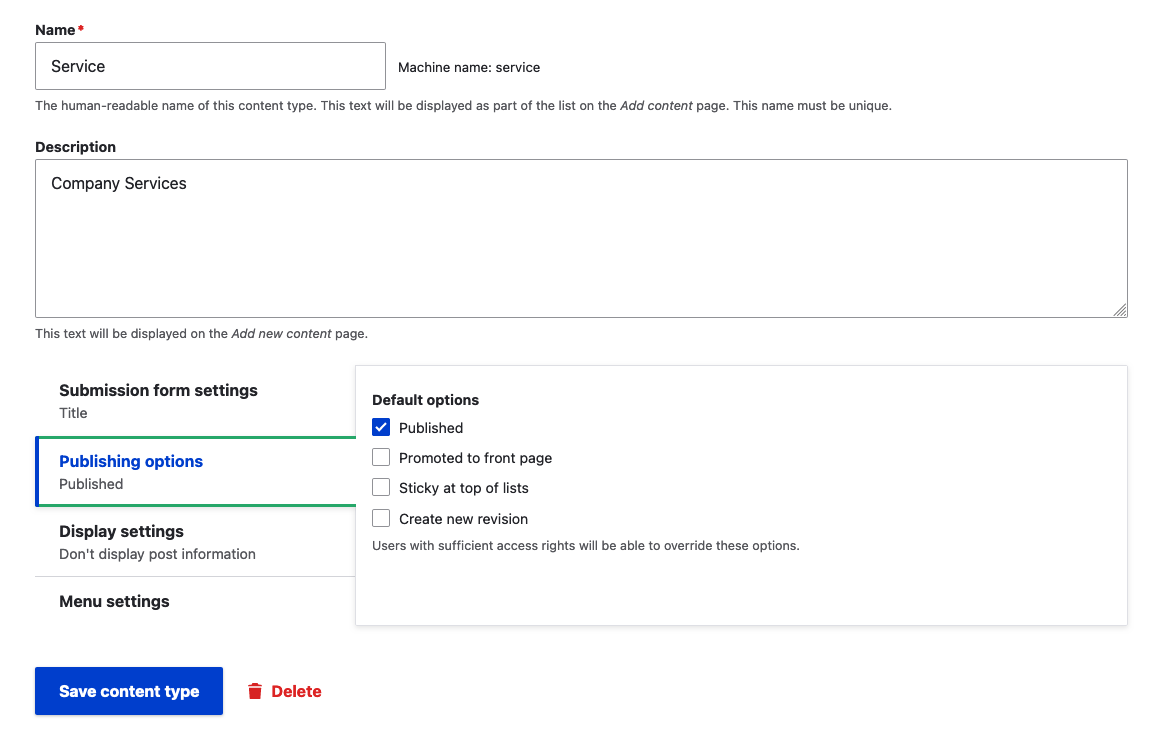 Name*
Service
Machine name: service
The human-readable name of this content type. This text will be displayed as part of the list on the Add content page. This name must be unique.
Description
Company Services
This text will be displayed on the Add new content page.
Submission form settings
Title
Publishing options
Published
Display settings
Don't display post information
Menu settings
Default options
Published
Promoted to front page
Sticky at top of lists
Create new revision
Users with sufficient access rights will be able to override these options.
Save content type
Delete